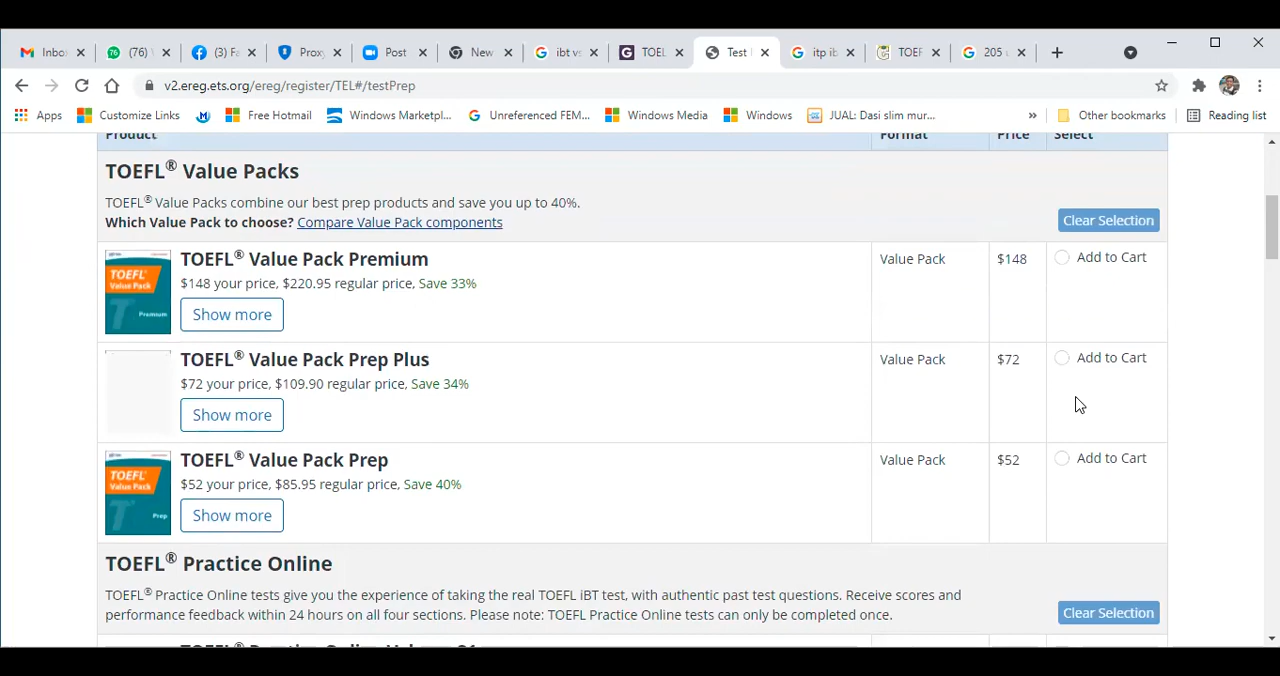 Inbo (76) \ (3) Fa Proxy Post New ibt vs TOEL Test itp ib TOEF 205 v
v2.ereg.ets.org/ereg/register/TEL#/testPrep
Apps Customize Links Free Hotmail Windows Marketpl... Unreferenced FEM... Windows Media Windows JUAL: Dasi slim mur... » Other bookmarks Reading list
Product Format Price Select
TOEFL® Value Packs
TOEFL® Value Packs combine our best prep products and save you up to 40%.
Which Value Pack to choose? Compare Value Pack components
Clear Selection
TOEFL® Value Pack Premium
$148 your price, $220.95 regular price, Save 33%
Show more
Value Pack $148 Add to Cart
TOEFL
Value Pack
Premium
TOEFL® Value Pack Prep Plus
$72 your price, $109.90 regular price, Save 34%
Show more
Value Pack $72 Add to Cart
TOEFL® Value Pack Prep
$52 your price, $85.95 regular price, Save 40%
Show more
Value Pack $52 Add to Cart
TOEFL
Value Pack
Prep
TOEFL® Practice Online
TOEFL® Practice Online tests give you the experience of taking the real TOEFL iBT test, with authentic past test questions. Receive scores and
performance feedback within 24 hours on all four sections. Please note: TOEFL Practice Online tests can only be completed once.
Clear Selection